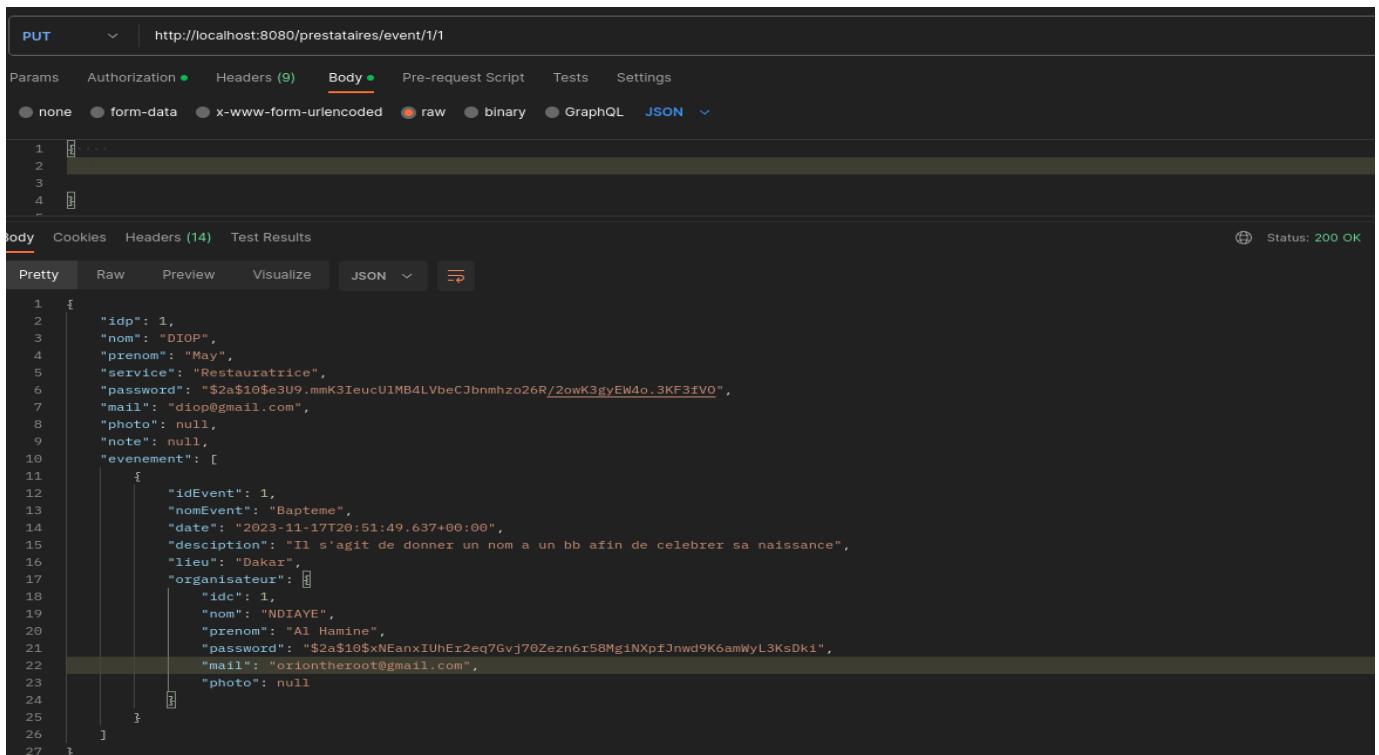 PUT http://localhost:8080/prestataires/event/1/1
Params Authorization Headers (9) Body Pre-request Script Tests Settings
none form-data x-www-form-urlencoded raw binary GraphQL JSON
1 {
2
3
4 }
Body Cookies Headers (14) Test Results Status: 200 OK
Pretty Raw Preview Visualize JSON
1 {
2 "idp": 1,
3 "nom": "DIOP",
4 "prenom": "May",
5 "service": "Restauratrice",
6 "password": "$2a$10$e3U9.mmK3IeucUlMB4LVbeCJbnmhzo26R/2owK3gyEW4o.3KF3fVO",
7 "mail": "diop@gmail.com",
8 "photo": null,
9 "note": null,
10 "evenement": [
11 {
12 "idEvent": 1,
13 "nomEvent": "Bapteme",
14 "date": "2023-11-17T20:51:49.637+00:00",
15 "desciption": "Il s'agit de donner un nom a un bb afin de celebrer sa naissance",
16 "lieu": "Dakar",
17 "organisateur": {
18 "idc": 1,
19 "nom": "NDIAYE",
20 "prenom": "Al Hamine",
21 "password": "$2a$10$xNEanxIUhEr2eq7Gvj70Zezn6r58MgiNXpfJnwd9K6amWyL3KsDki",
22 "mail": "oriontheroot@gmail.com",
23 "photo": null
24 }
25 }
26 ]
27 }